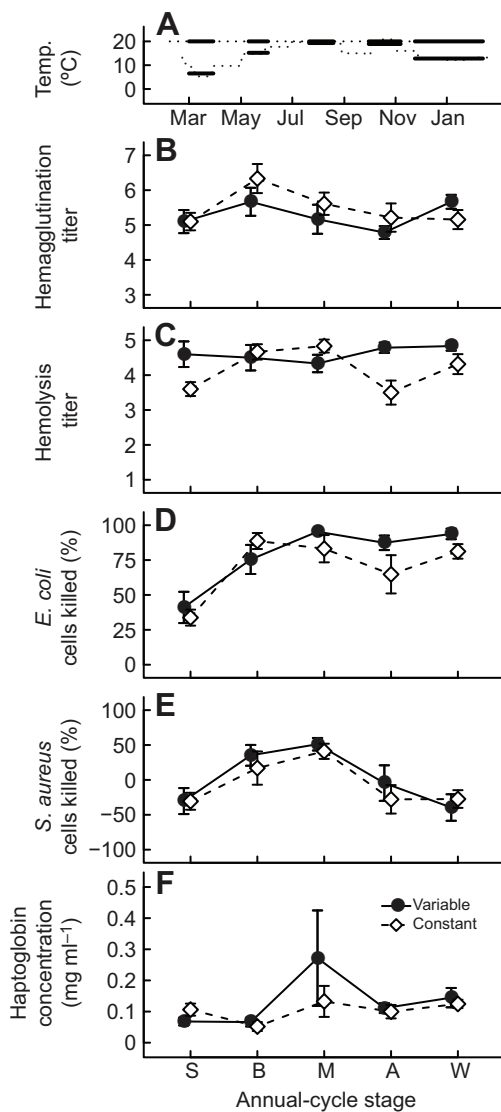 A
Temp.
(ºC)
20
10
0
Mar May Jul Sep Nov Jan
B
Hemagglutination
titer
7
6
5
4
3
C
Hemolysis
titer
5
4
3
2
1
D
E. coli
cells killed (%)
100
75
50
25
0
E
S. aureus
cells killed (%)
100
50
0
−50
−100
F
Haptoglobin
concentration
(mg ml−1)
0.5
0.4
0.3
0.2
0.1
0
Variable
Constant
S B M A W
Annual-cycle stage